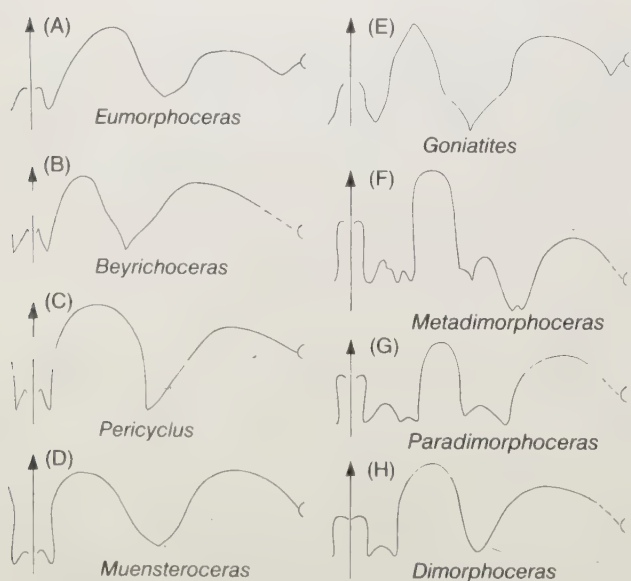 (A)
Eumorphoceras
(B)
Beyrichoceras
(C)
Pericyclus
(D)
Muensteroceras
(E)
Goniatites
(F)
Metadimorphoceras
(G)
Paradimorphoceras
(H)
Dimorphoceras